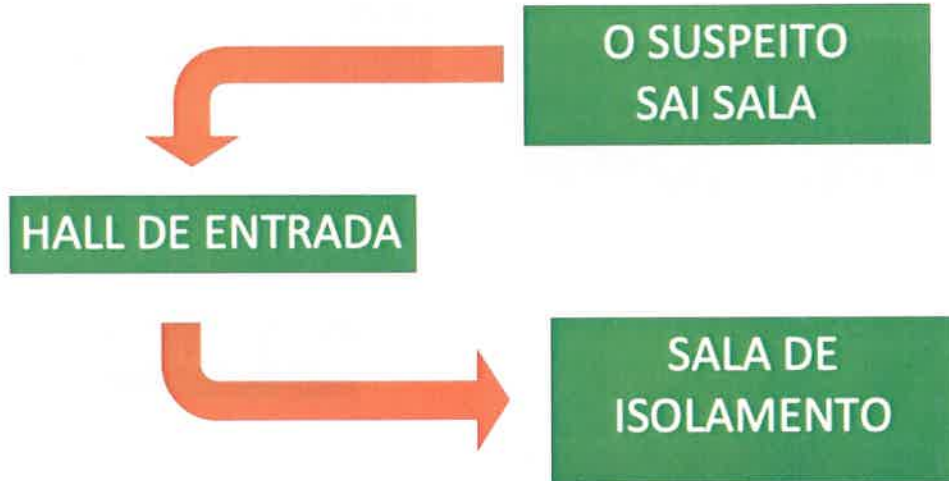 O SUSPEITO
SAI SALA
HALL DE ENTRADA
SALA DE
ISOLAMENTO